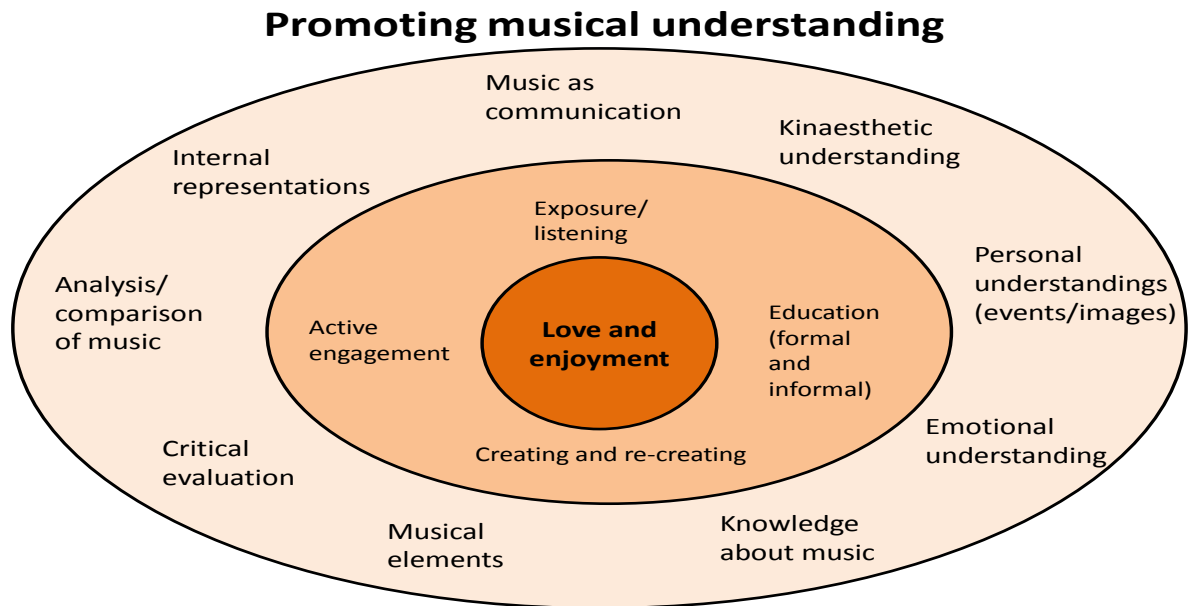 Promoting musical understanding
Music as
communication
Kinaesthetic
understanding
Internal
representations
Exposure/
listening
Personal
understandings
(events/images)
Analysis/
comparison
of music
Active
engagement
Love and
enjoyment
Education
(formal
and
informal)
Emotional
understanding
Critical
evaluation
Creating and re-creating
Musical
elements
Knowledge
about music